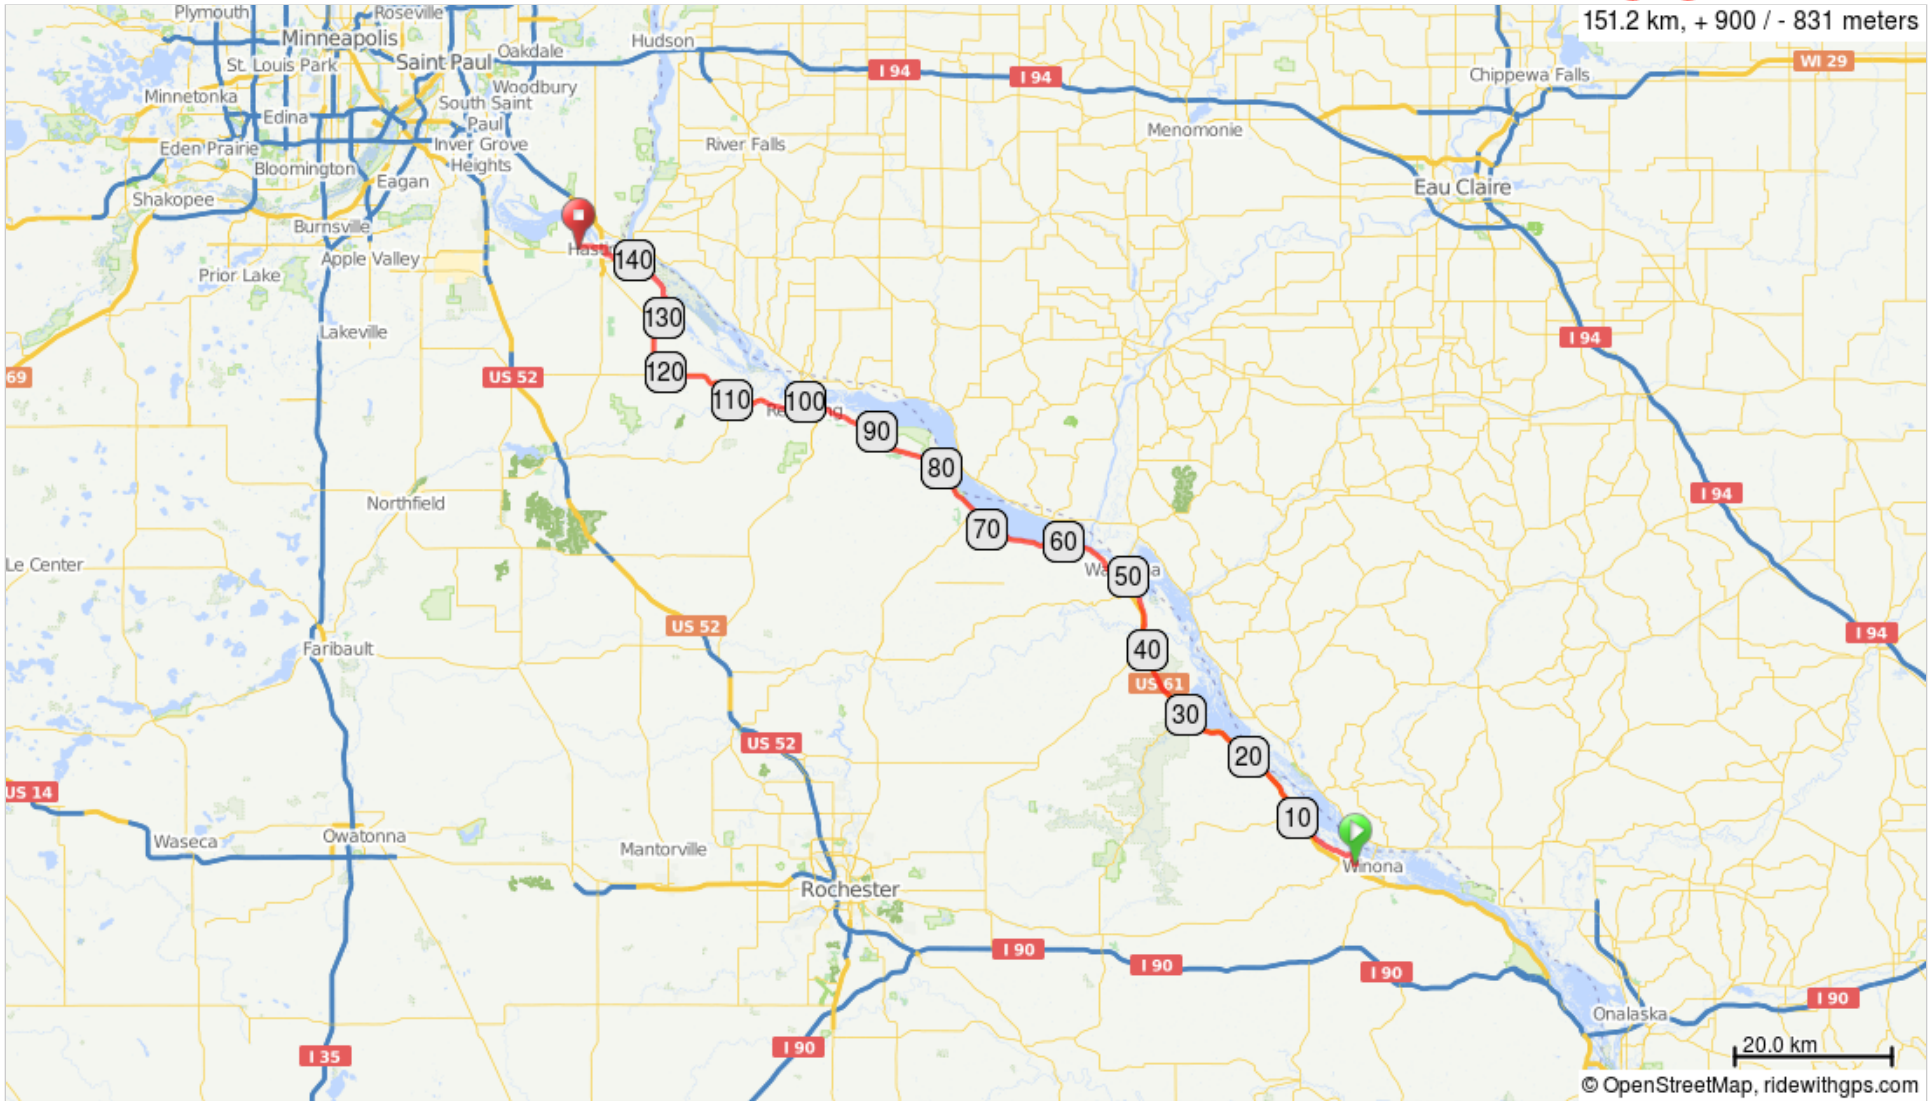 151.2 km, + 900 / - 831 meters
Plymouth
Roseville
Minneapolis
Hudson
Oakdale
St. Louis Park
Saint Paul
I 94
I 94
WI 29
Chippewa Falls
Woodbury
Minnetonka
South Saint
Paul
Edina
Menomonie
Eden Prairie
Inver Grove
Heights
River Falls
Bloomington
Eagan
Eau Claire
Shakopee
Burnsville
Hast
140
Apple Valley
Prior Lake
130
Lakeville
I 94
120
69
US 52
110
100
90
80
Northfield
I 94
70
60
Le Center
50
US 52
I 94
Faribault
40
US 61
30
US 52
20
US 14
10
Waseca
Owatonna
Mantorville
Winona
Rochester
I 90
I 90
I 90
I 90
Onalaska
I 35
I 90
20.0 km
© OpenStreetMap, ridewithgps.com